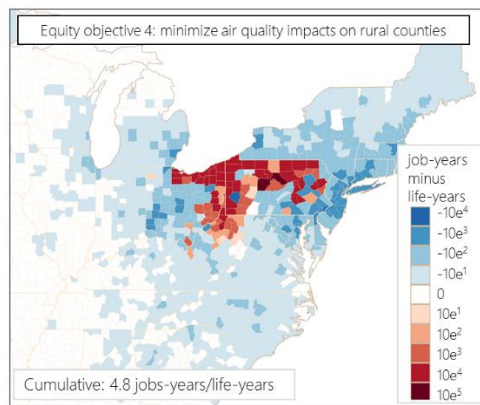 Equity objective 4: minimize air quality impacts on rural counties
job-years
minus
life-years
-10e⁴
-10e³
-10e²
-10e¹
0
10e¹
10e²
10e³
10e⁴
10e⁵
Cumulative: 4.8 jobs-years/life-years